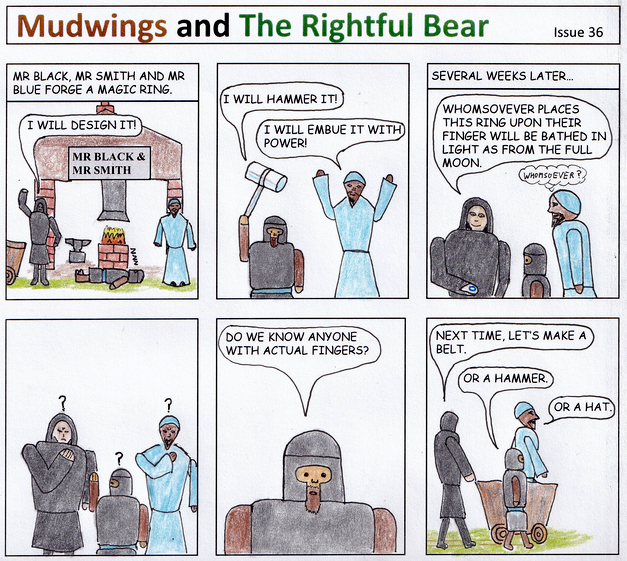 Mudwings and The Rightful Bear
Issue 36
MR BLACK, MR SMITH AND MR
BLUE FORGE A MAGIC RING.
I WILL DESIGN IT!
MR BLACK &
MR SMITH
ZZZ
I WILL HAMMER IT!
I WILL EMBUE IT WITH
POWER!
SEVERAL WEEKS LATER...
WHOMSOVEVER PLACES
THIS RING UPON THEIR
FINGER WILL BE BATHED IN
LIGHT AS FROM THE FULL
MOON.
WHOMSOEVER?
?
?
?
DO WE KNOW ANYONE
WITH ACTUAL FINGERS?
NEXT TIME, LET'S MAKE A
BELT.
OR A HAMMER.
OR A HAT.